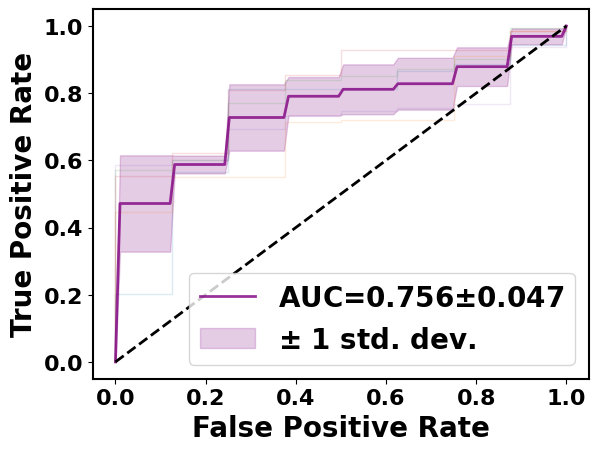 1.0
0.8
0.6
0.4
0.2
0.0
True Positive Rate
AUC=0.756±0.047
± 1 std. dev.
0.0 0.2 0.4 0.6 0.8 1.0
False Positive Rate